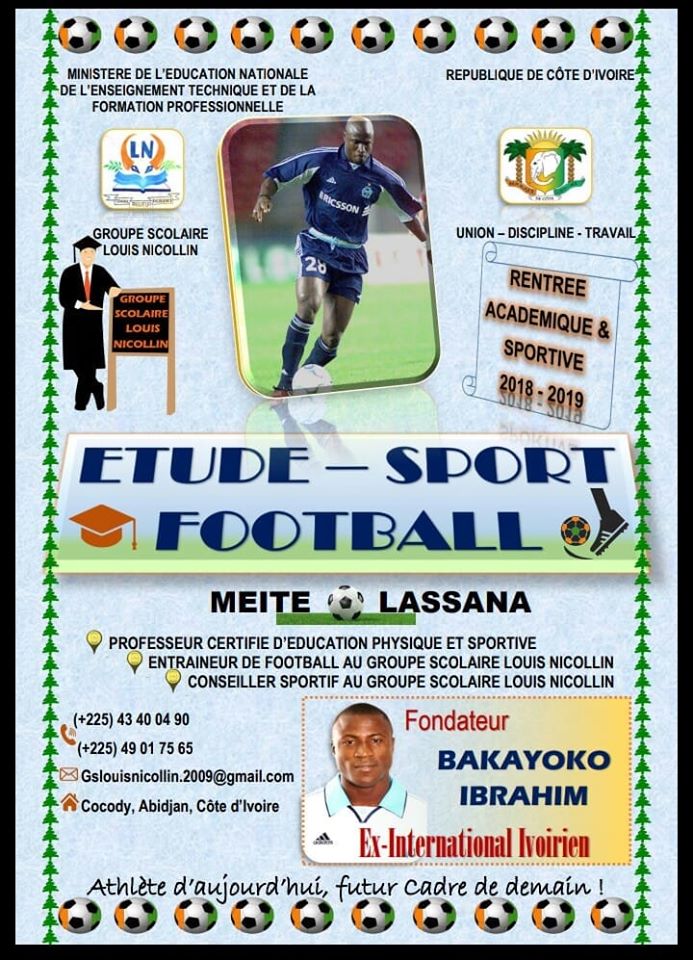 MINISTERE DE L'EDUCATION NATIONALE
DE L'ENSEIGNEMENT TECHNIQUE ET DE LA
FORMATION PROFESSIONNELLE
REPUBLIQUE DE CÔTE D'IVOIRE
LN
GROUPE SCOLAIRE
LOUIS NICOLLIN
UNION – DISCIPLINE - TRAVAIL
GROUPE
SCOLAIRE
LOUIS
NICOLLIN
ERICSSON
28
RENTREE
ACADEMIQUE &
SPORTIVE
2018 - 2019
ETUDE – SPORT
FOOTBALL
MEITE LASSANA
PROFESSEUR CERTIFIE D'EDUCATION PHYSIQUE ET SPORTIVE
ENTRAINEUR DE FOOTBALL AU GROUPE SCOLAIRE LOUIS NICOLLIN
CONSEILLER SPORTIF AU GROUPE SCOLAIRE LOUIS NICOLLIN
(+225) 43 40 04 90
(+225) 49 01 75 65
Gslouisnicollin.2009@gmail.com
Cocody, Abidjan, Côte d'Ivoire
Fondateur
BAKAYOKO
IBRAHIM
Ex-International Ivoirien
Athlète d'aujourd'hui, futur Cadre de demain !